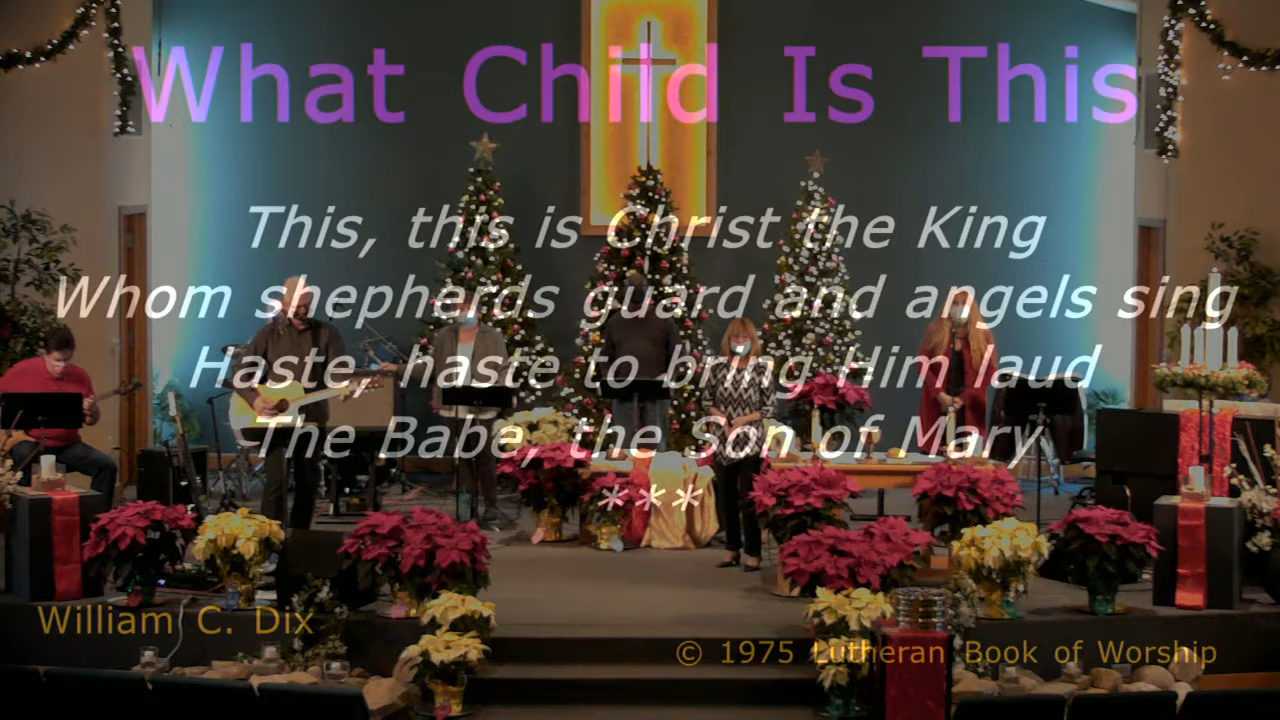 What Child Is This
This, this is Christ the King
Whom shepherds guard and angels sing
Haste, haste to bring Him laud
The Babe, the Son of Mary
***
William C. Dix
© 1975 Lutheran Book of Worship